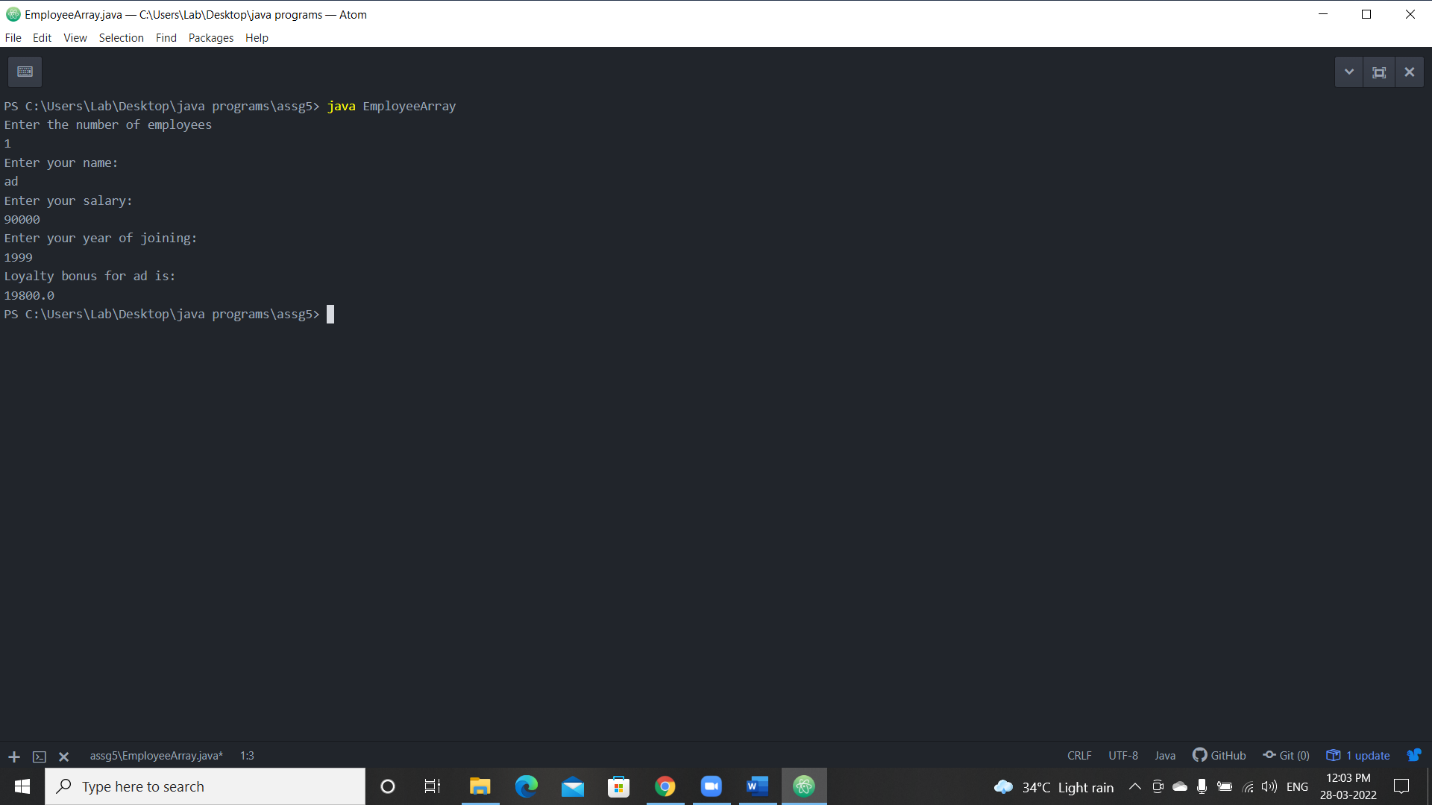 EmployeeArray.java — C:\Users\Lab\Desktop\java programs — Atom
File Edit View Selection Find Packages Help
PS C:\Users\Lab\Desktop\java programs\assg5> java EmployeeArray
Enter the number of employees
1
Enter your name:
ad
Enter your salary:
90000
Enter your year of joining:
1999
Loyalty bonus for ad is:
19800.0
PS C:\Users\Lab\Desktop\java programs\assg5>
assg5\EmployeeArray.java* 1:3 CRLF UTF-8 Java GitHub Git (0) 1 update
Type here to search 34°C Light rain ENG 12:03 PM
28-03-2022